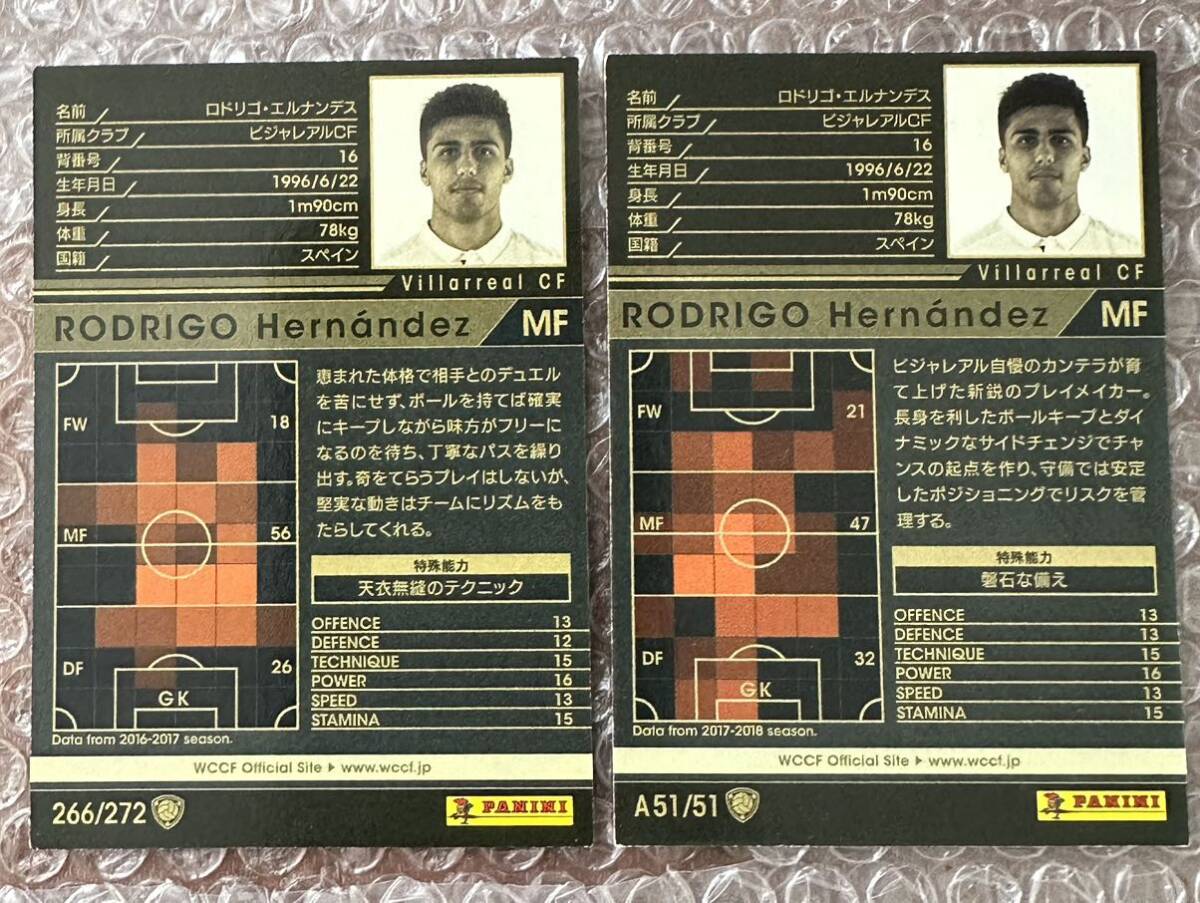 名前 ロドリゴ・エルナンデス
所属クラブ ビジャレアルCF
背番号 16
生年月日 1996/6/22
身長 1m90cm
体重 78kg
国籍 スペイン
Villarreal CF
RODRIGO Hernández MF
FW 18
MF 56
DF 26
GK
Data from 2016-2017 season.
恵まれた体格で相手とのデュエル
を苦にせず、ボールを持てば確実
にキープしながら味方がフリーに
なるのを待ち、丁寧なパスを繰り
出す。奇をてらうプレイはしないが、
堅実な動きはチームにリズムをも
たらしてくれる。
特殊能力
天衣無縫のテクニック
OFFENCE 13
DEFENCE 12
TECHNIQUE 15
POWER 16
SPEED 13
STAMINA 15
WCCF Official Site ▶ www.wccf.jp
266/272 PANINI
名前 ロドリゴ・エルナンデス
所属クラブ ビジャレアルCF
背番号 16
生年月日 1996/6/22
身長 1m90cm
体重 78kg
国籍 スペイン
Villarreal CF
RODRIGO Hernández MF
FW 21
MF 47
DF 32
GK
Data from 2017-2018 season.
ビジャレアル自慢のカンテラが育
て上げた新鋭のプレイメイカー。
長身を利したボールキープとダイ
ナミックなサイドチェンジでチャ
ンスの起点を作り、守備では安定
したポジショニングでリスクを管
理する。
特殊能力
磐石な備え
OFFENCE 13
DEFENCE 13
TECHNIQUE 15
POWER 16
SPEED 13
STAMINA 15
WCCF Official Site ▶ www.wccf.jp
A51/51 PANINI